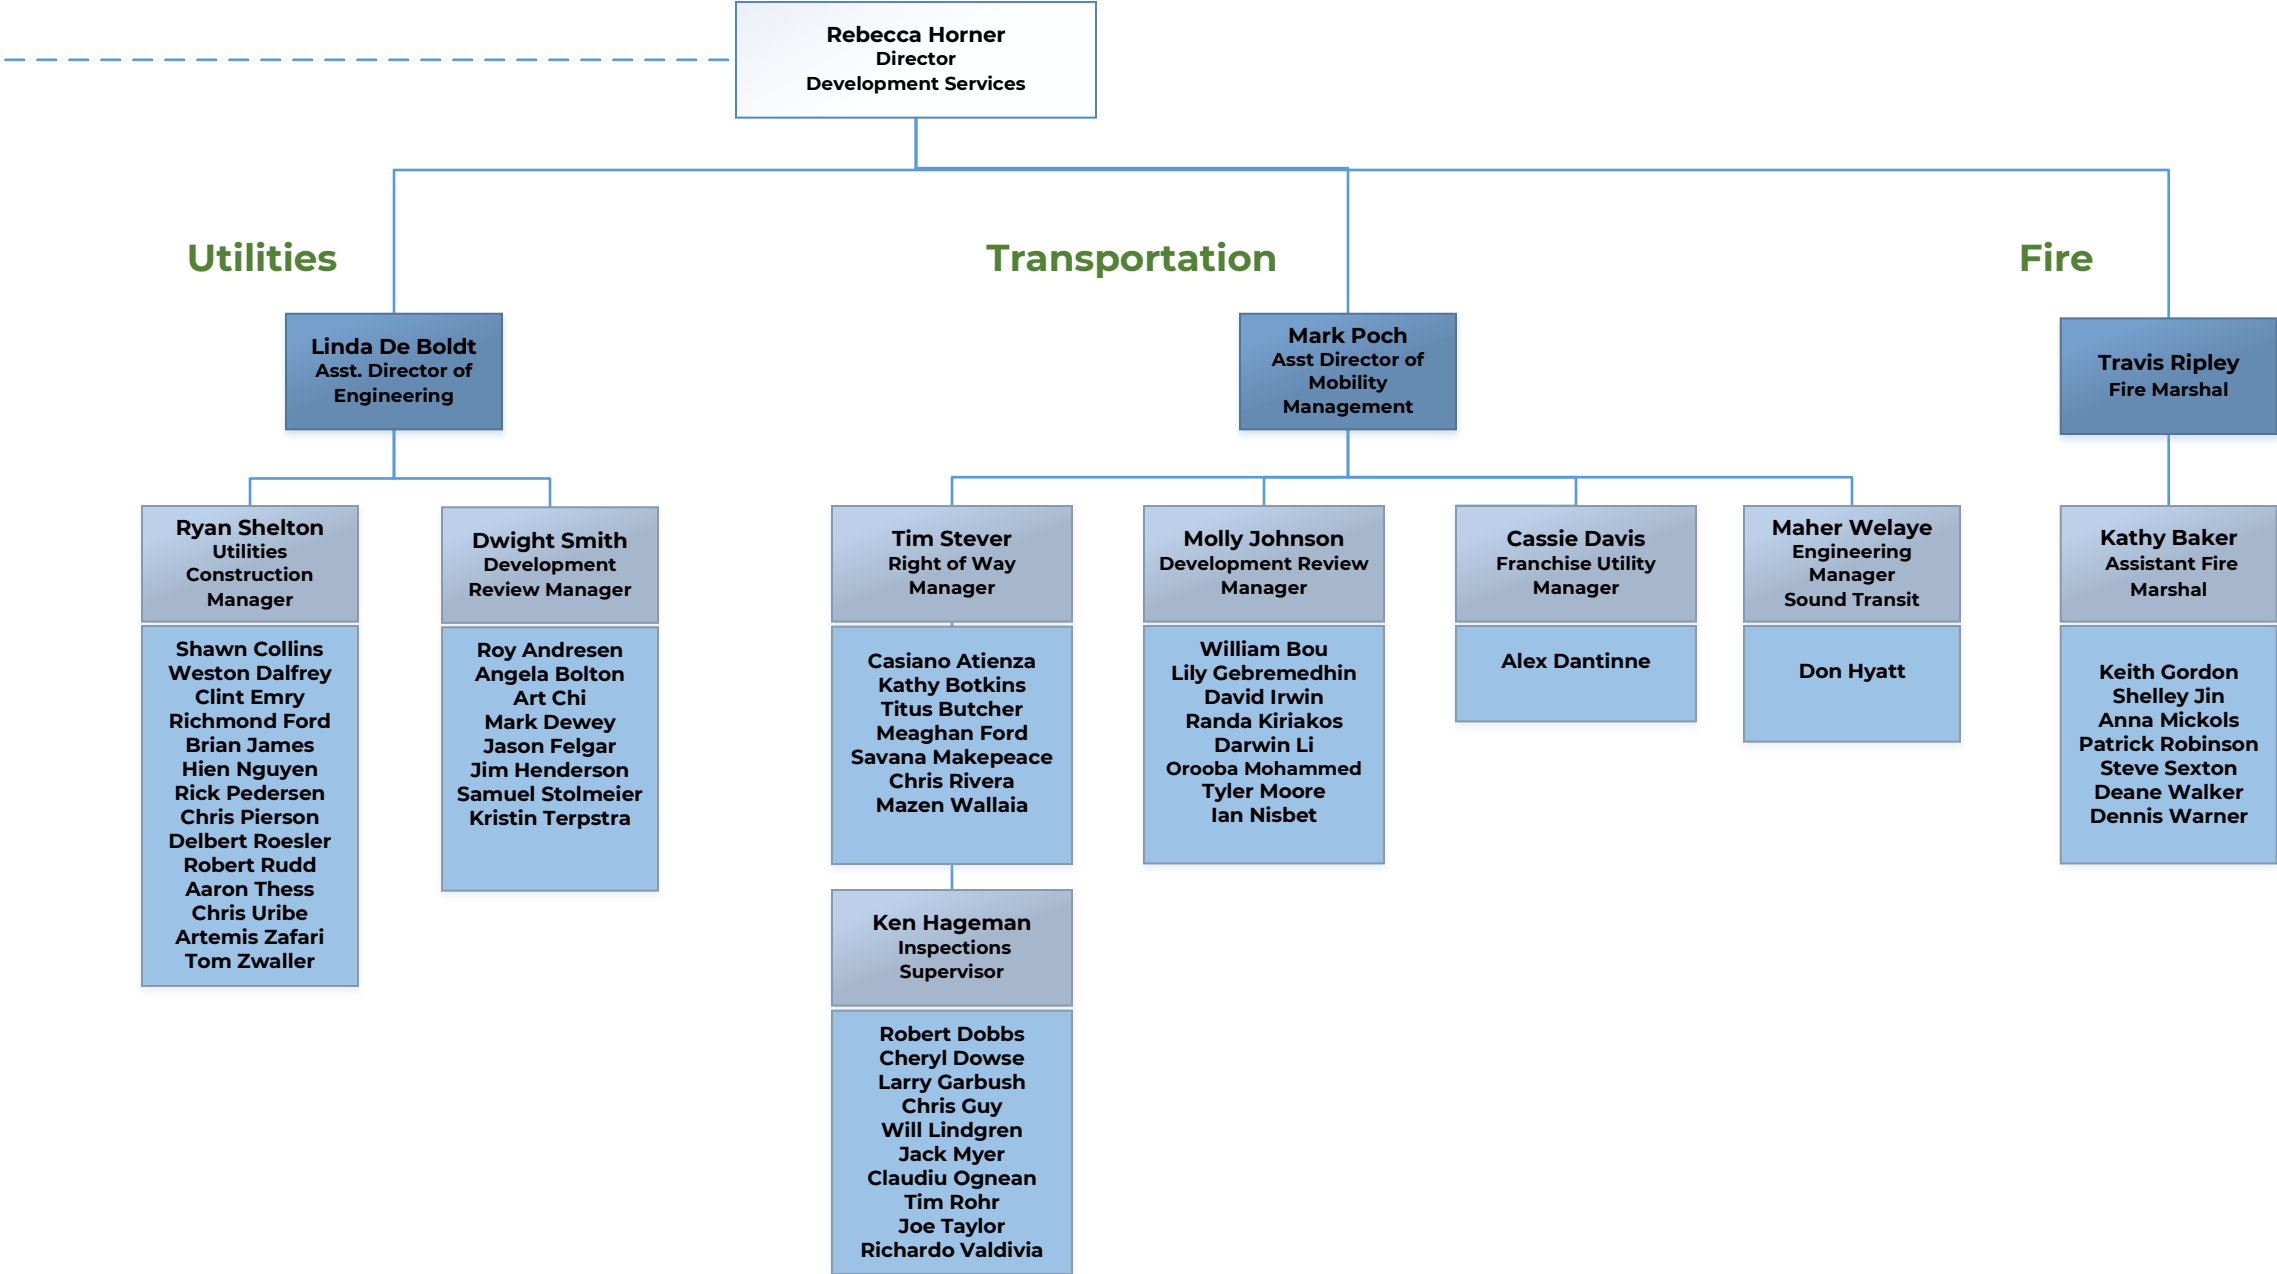 Rebecca Horner
Director
Development Services
Utilities
Transportation
Fire
Linda De Boldt
Asst. Director of
Engineering
Mark Poch
Asst Director of
Mobility
Management
Travis Ripley
Fire Marshal
Ryan Shelton
Utilities
Construction
Manager
Dwight Smith
Development
Review Manager
Tim Stever
Right of Way
Manager
Molly Johnson
Development Review
Manager
Cassie Davis
Franchise Utility
Manager
Maher Welaye
Engineering
Manager
Sound Transit
Kathy Baker
Assistant Fire
Marshal
Shawn Collins
Weston Dalfrey
Clint Emry
Richmond Ford
Brian James
Hien Nguyen
Rick Pedersen
Chris Pierson
Delbert Roesler
Robert Rudd
Aaron Thess
Chris Uribe
Artemis Zafari
Tom Zwaller
Roy Andresen
Angela Bolton
Art Chi
Mark Dewey
Jason Felgar
Jim Henderson
Samuel Stolmeier
Kristin Terpstra
Casiano Atienza
Kathy Botkins
Titus Butcher
Meaghan Ford
Savana Makepeace
Chris Rivera
Mazen Wallaia
William Bou
Lily Gebremedhin
David Irwin
Randa Kiriakos
Darwin Li
Orooba Mohammed
Tyler Moore
Ian Nisbet
Alex Dantinne
Don Hyatt
Keith Gordon
Shelley Jin
Anna Mickols
Patrick Robinson
Steve Sexton
Deane Walker
Dennis Warner
Ken Hageman
Inspections
Supervisor
Robert Dobbs
Cheryl Dowse
Larry Garbush
Chris Guy
Will Lindgren
Jack Myer
Claudiu Ognean
Tim Rohr
Joe Taylor
Richardo Valdivia